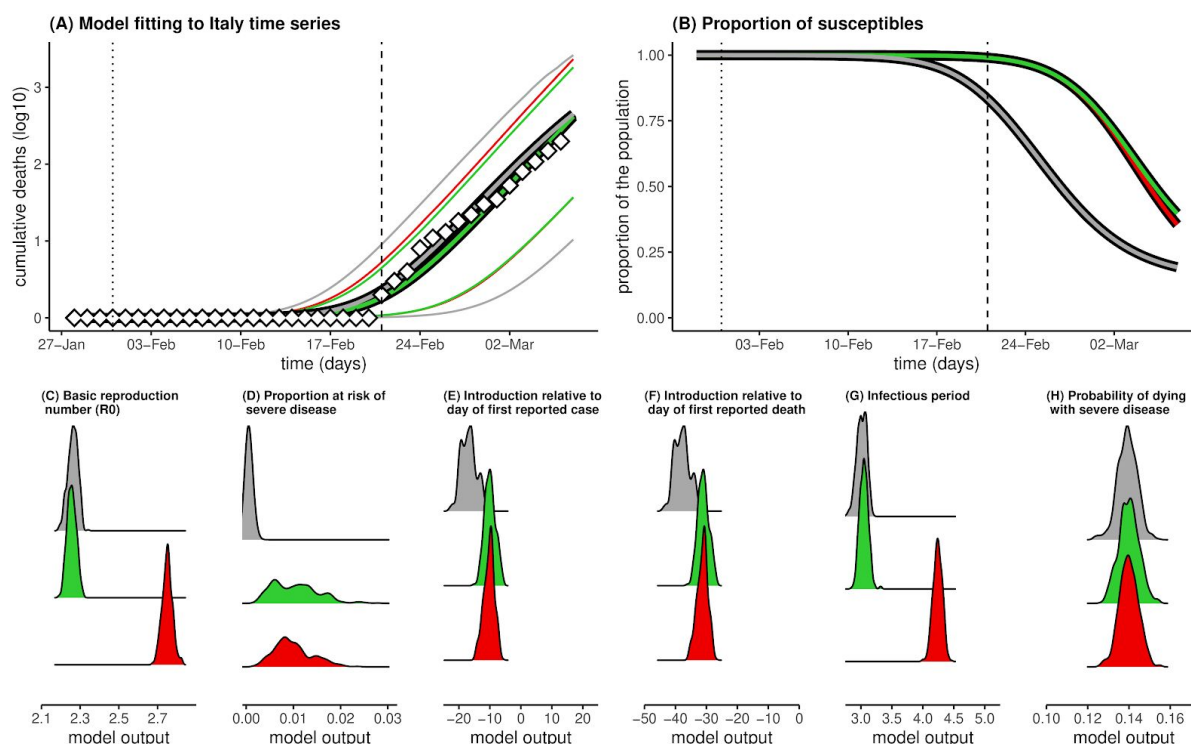 (A) Model fitting to Italy time series
cumulative deaths (log10)
3
2
1
0
27−Jan 03−Feb 10−Feb 17−Feb 24−Feb 02−Mar
time (days)
(B) Proportion of susceptibles
proportion of the population
1.00
0.75
0.50
0.25
0.00
03−Feb 10−Feb 17−Feb 24−Feb 02−Mar
time (days)
(C) Basic reproduction
number (R0)
2.1 2.3 2.5 2.7
model output
(D) Proportion at risk of
severe disease
0.00 0.01 0.02 0.03
model output
(E) Introduction relative to
day of first reported case
−20 −10 0 10 20
model output
(F) Introduction relative to
day of first reported death
−50 −40 −30 −20 −10 0
model output
(G) Infectious period
3.0 3.5 4.0 4.5 5.0
model output
(H) Probability of dying
with severe disease
0.10 0.12 0.14 0.16
model output